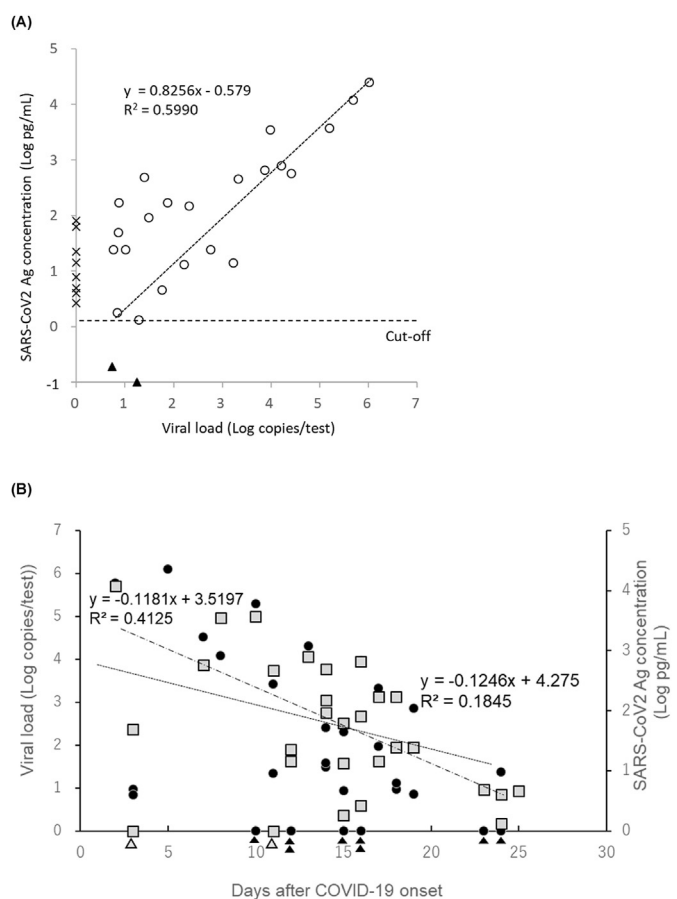 (A)
SARS-CoV2 Ag concentration (Log pg/mL)
5
4
3
2
1
0
-1
y = 0.8256x - 0.579
R² = 0.5990
Cut-off
0 1 2 3 4 5 6 7
Viral load (Log copies/test)
(B)
Viral load (Log copies/test))
7
6
5
4
3
2
1
0
y = -0.1181x + 3.5197
R² = 0.4125
y = -0.1246x + 4.275
R² = 0.1845
5
4
3
2
1
0
SARS-CoV2 Ag concentration
(Log pg/mL)
0 5 10 15 20 25 30
Days after COVID-19 onset